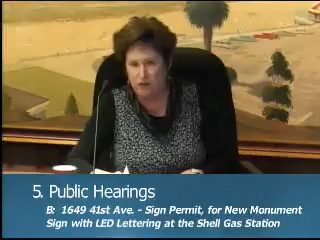 5. Public Hearings
B: 1649 41st Ave. - Sign Permit, for New Monument
Sign with LED Lettering at the Shell Gas Station